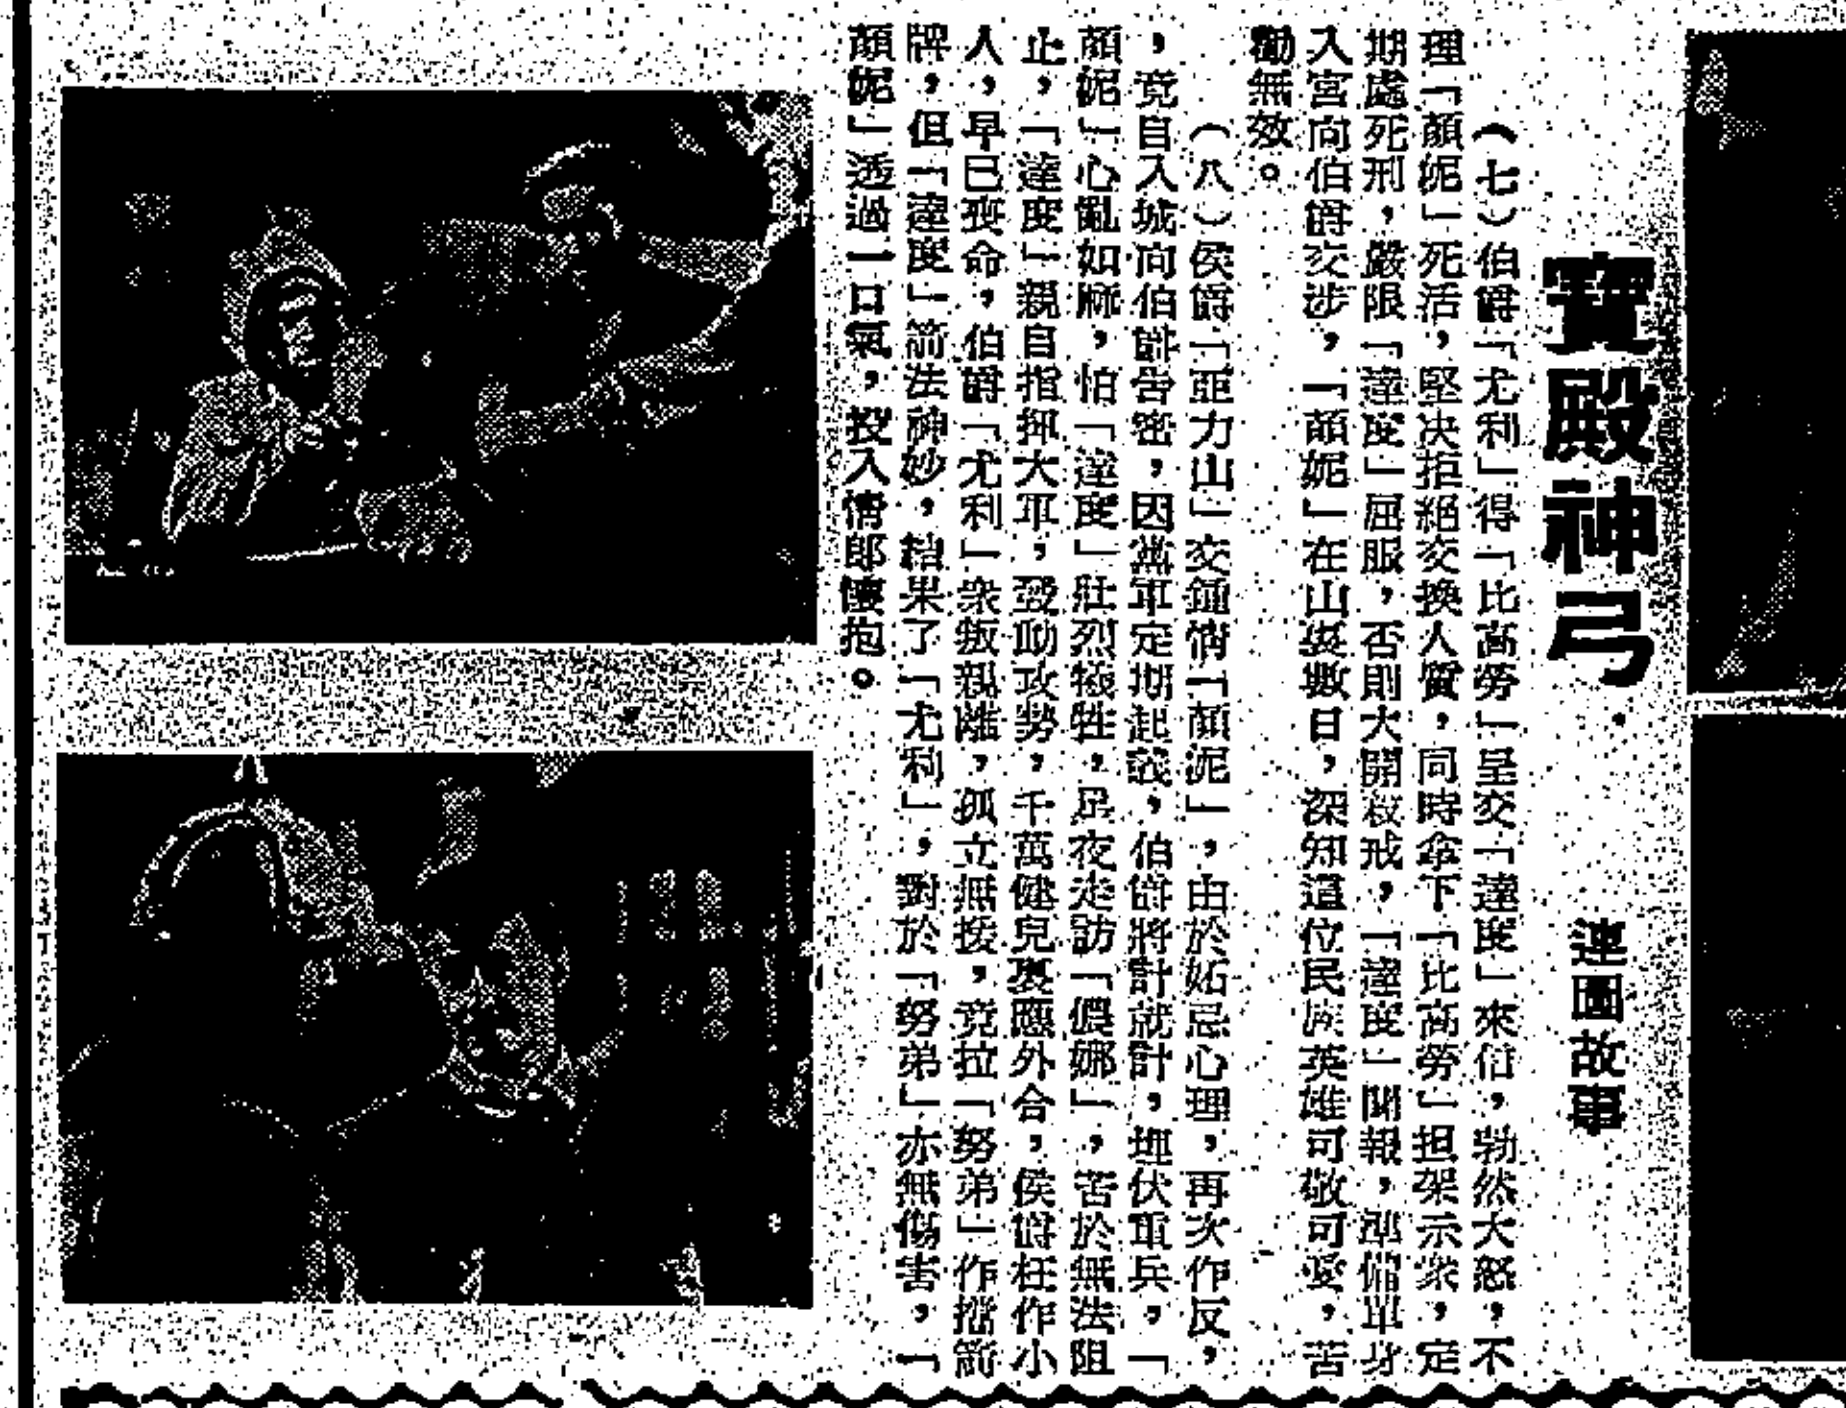 寶殿神弓
連圖故事
（七）伯爵「尤利」得「比高勞」呈交「達度」來信，勃然大怒，不
理「顏妮」死活，堅决拒絕交換人質，同時拿下「比高勞」担架示衆，定
期處死刑，嚴限「達度」屈服，否則大開殺戒，「達度」聞報，準備單身
入宮向伯爵交涉，「顏妮」在山裏數日，深知這位民族英雄可敬可愛，苦
勸無效。
（八）侯爵「亚力山」交鍾情「顏泥」，由於妬忌心理，再次作反，
，竟自入城向伯爵告密，因黨軍定期起義，伯爵將計就計，埋伏重兵，「
顏妮」心亂如麻，怕「達度」壯烈犧牲，星夜走訪「儂娜」，苦於無法阻
止，「達度」親自指揮大軍，發動攻勢，千萬健兒裏應外合，侯爵枉作小
人，早已喪命，伯爵「尤利」衆叛親離，孤立無援，竟拉「努弟」作擋箭
牌，但「達度」箭法神妙，結果了「尤利」，對於「努弟」亦無傷害，「
顏妮」透過一口氣，投入情郎懷抱。